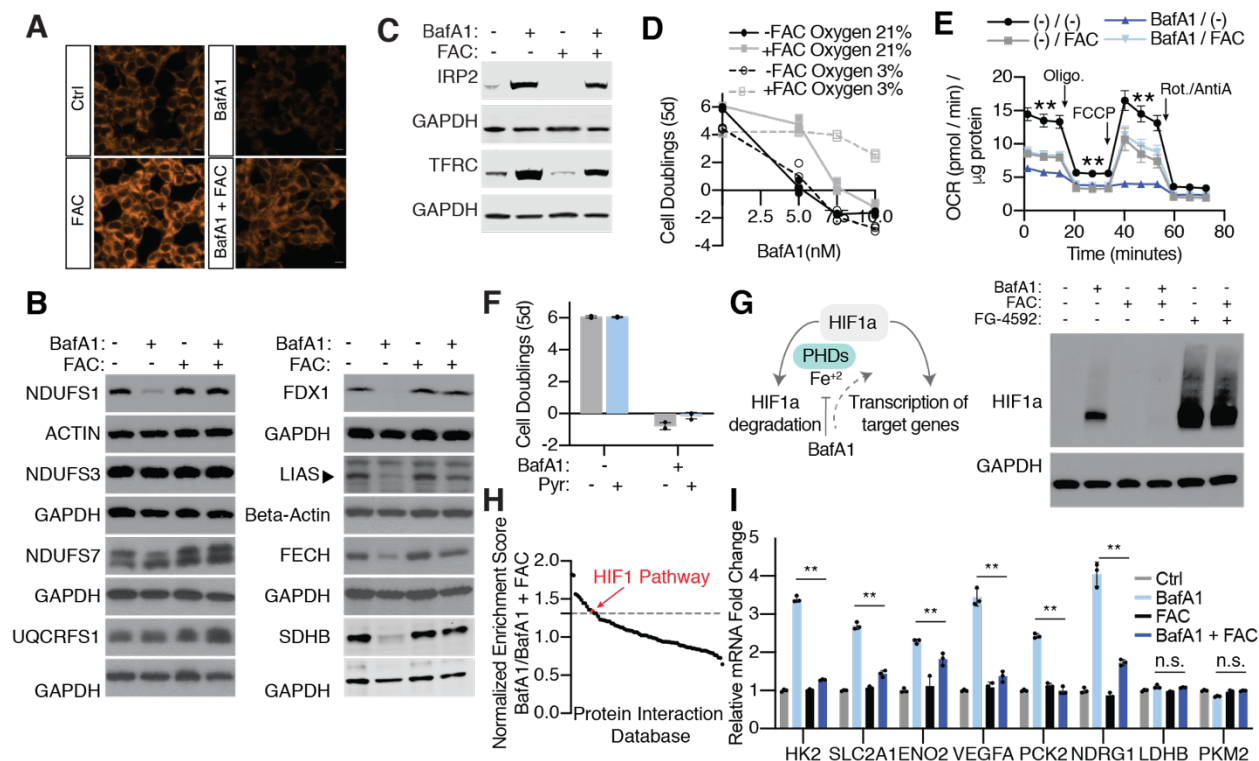 A
Ctrl
BafA1
FAC
BafA1 + FAC
B
BafA1: - + - +
FAC: - - + +
NDUFS1
ACTIN
NDUFS3
GAPDH
NDUFS7
GAPDH
UQCRFS1
GAPDH
BafA1: - + - +
FAC: - - + +
FDX1
GAPDH
LIAS
Beta-Actin
FECH
GAPDH
SDHB
GAPDH
C
BafA1: - + - +
FAC: - - + +
IRP2
GAPDH
TFRC
GAPDH
D
-FAC Oxygen 21%
+FAC Oxygen 21%
-FAC Oxygen 3%
+FAC Oxygen 3%
Cell Doublings (5d)
6
4
2
0
-2
-4
2.5 5.0
BafA1(nM)
E
(-) / (-)
BafA1 / (-)
(-) / FAC
BafA1 / FAC
OCR (pmol / min) /
µg protein
20
15
10
5
0
Oligo.
FCCP
Rot./AntiA
**
**
**
0 20 40 60 80
Time (minutes)
F
Cell Doublings (5d)
6
4
2
0
-2
BafA1: - +
Pyr: - + - +
G
HIF1a
PHDs
Fe+2
HIF1a
degradation
Transcription of
target genes
BafA1
BafA1: - + - + - -
FAC: - - + + - +
FG-4592: - - - - + +
HIF1a
GAPDH
H
Normalized Enrichment Score
BafA1/BafA1 + FAC
2.0
1.6
1.2
0.8
0.0
HIF1 Pathway
Protein Interaction
Database
I
Relative mRNA Fold Change
5
4
3
2
1
0
**
**
**
**
**
**
n.s.
n.s.
Ctrl
BafA1
FAC
BafA1 + FAC
HK2 SLC2A1 ENO2 VEGFA PCK2 NDRG1 LDHB PKM2